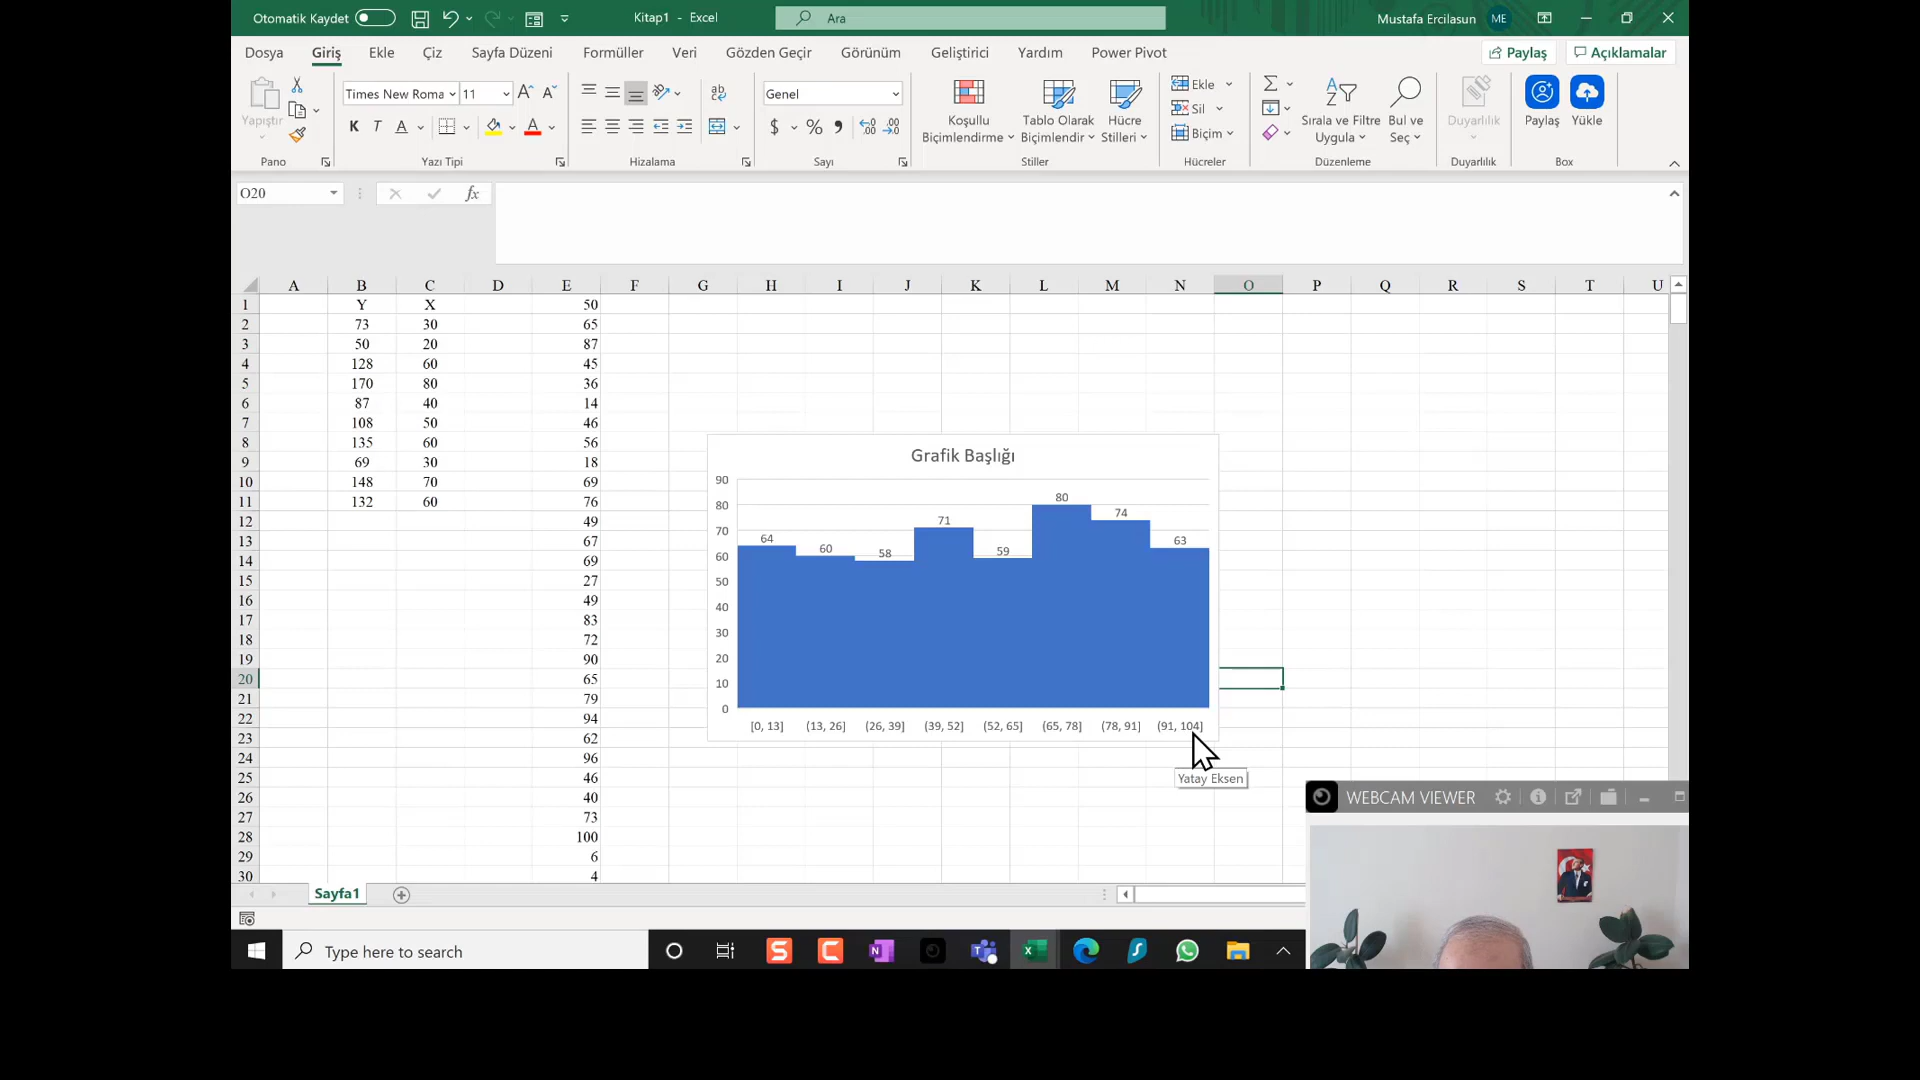 Otomatik Kaydet Kitap1 - Excel Ara Mustafa Ercilasun ME
Dosya Giriş Ekle Çiz Sayfa Düzeni Formüller Veri Gözden Geçir Görünüm Geliştirici Yardım Power Pivot Paylaş Açıklamalar
Yapıştır
Times New Roma 11
K T A A
Genel
$ %
Koşullu Biçimlendirme
Tablo Olarak Biçimlendir
Hücre Stilleri
Ekle
Sil
Biçim
Sırala ve Filtre Uygula
Bul ve Seç
Duyarlılık
Paylaş
Yükle
Pano Yazı Tipi Hizalama Sayı Stiller Hücreler Düzenleme Duyarlılık Box
O20 fx
A B C D E F G H I J K L M N O P Q R S T U
1 Y X 50
2 73 30 65
3 50 20 87
4 128 60 45
5 170 80 36
6 87 40 14
7 108 50 46
8 135 60 56
9 69 30 18
10 148 70 69
11 132 60 76
12 49
13 67
14 69
15 27
16 49
17 83
18 72
19 90
20 65
21 79
22 94
23 62
24 96
25 46
26 40
27 73
28 100
29 6
30 4
Grafik Başlığı
90
80
70
60
50
40
30
20
10
0
64 60 58 71 59 80 74 63
[0, 13] (13, 26] (26, 39] (39, 52] (52, 65] (65, 78] (78, 91] (91, 104]
Yatay Eksen
WEBCAM VIEWER
Sayfa1
Type here to search